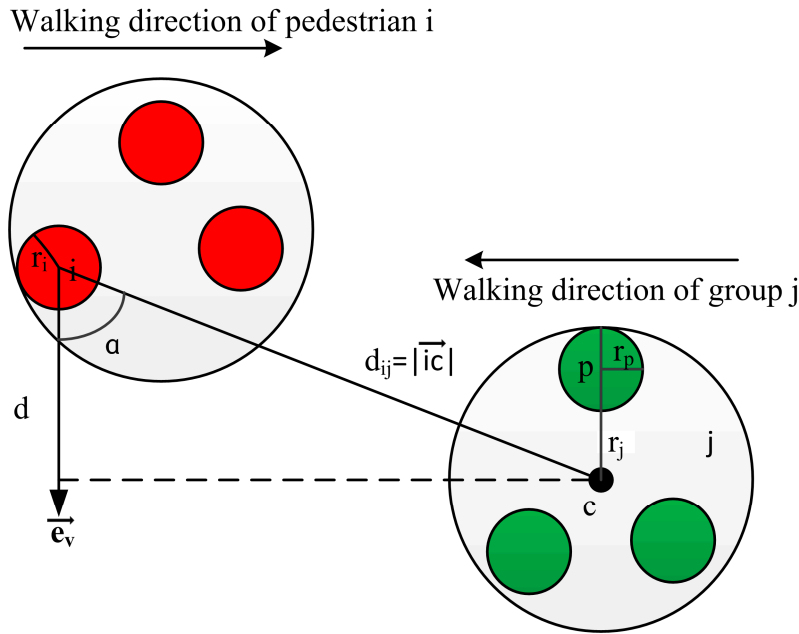 Walking direction of pedestrian i
rᵢ
i
Walking direction of group j
α
dᵢⱼ=|ic→|
p
rₚ
d
rⱼ
j
c
eᵥ→